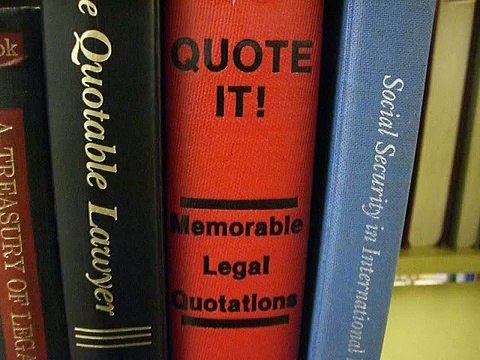 ok
A TREASURY OF LEGA
e Quotable Lawyer
QUOTE
IT!
Memorable
Legal
Quotations
Social Security in International